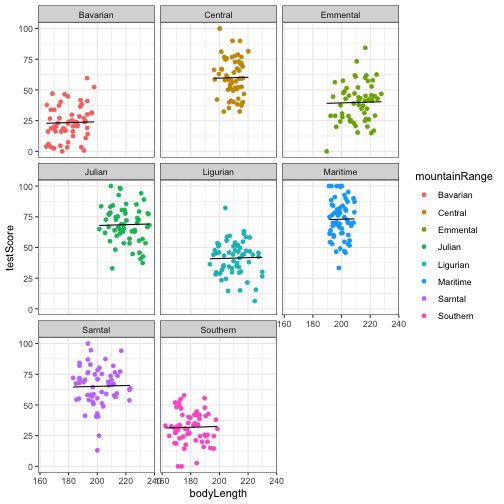 Bavarian Central Emmental
100
75
50
25
0
Julian Ligurian Maritime
100
75
50
25
0
160 180 200 220 240
Sarntal Southern
100
75
50
25
0
160 180 200 220 240 160 180 200 220 240
bodyLength
testScore
mountainRange
Bavarian
Central
Emmental
Julian
Ligurian
Maritime
Sarntal
Southern